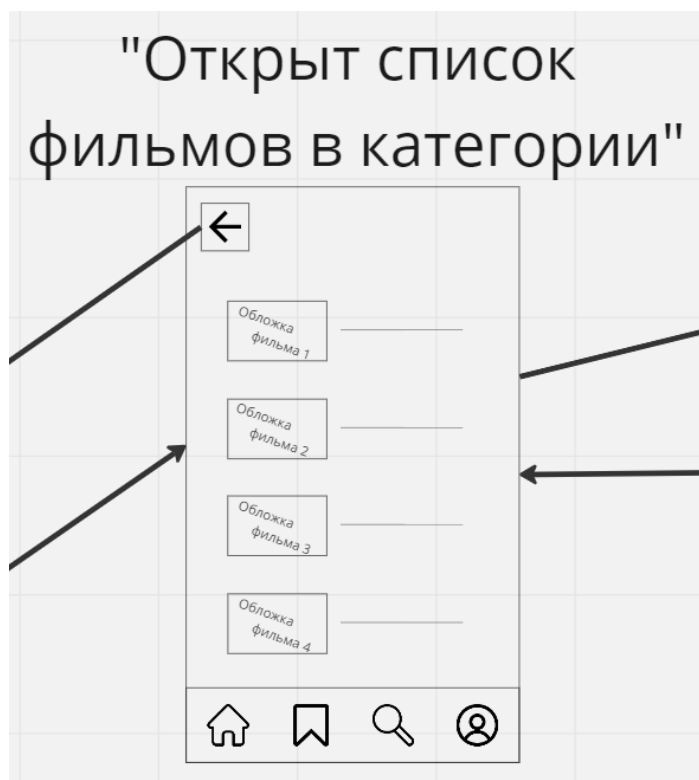 "Открыт список
фильмов в категории"
Обложка
фильма 1
Обложка
фильма 2
Обложка
фильма 3
Обложка
фильма 4